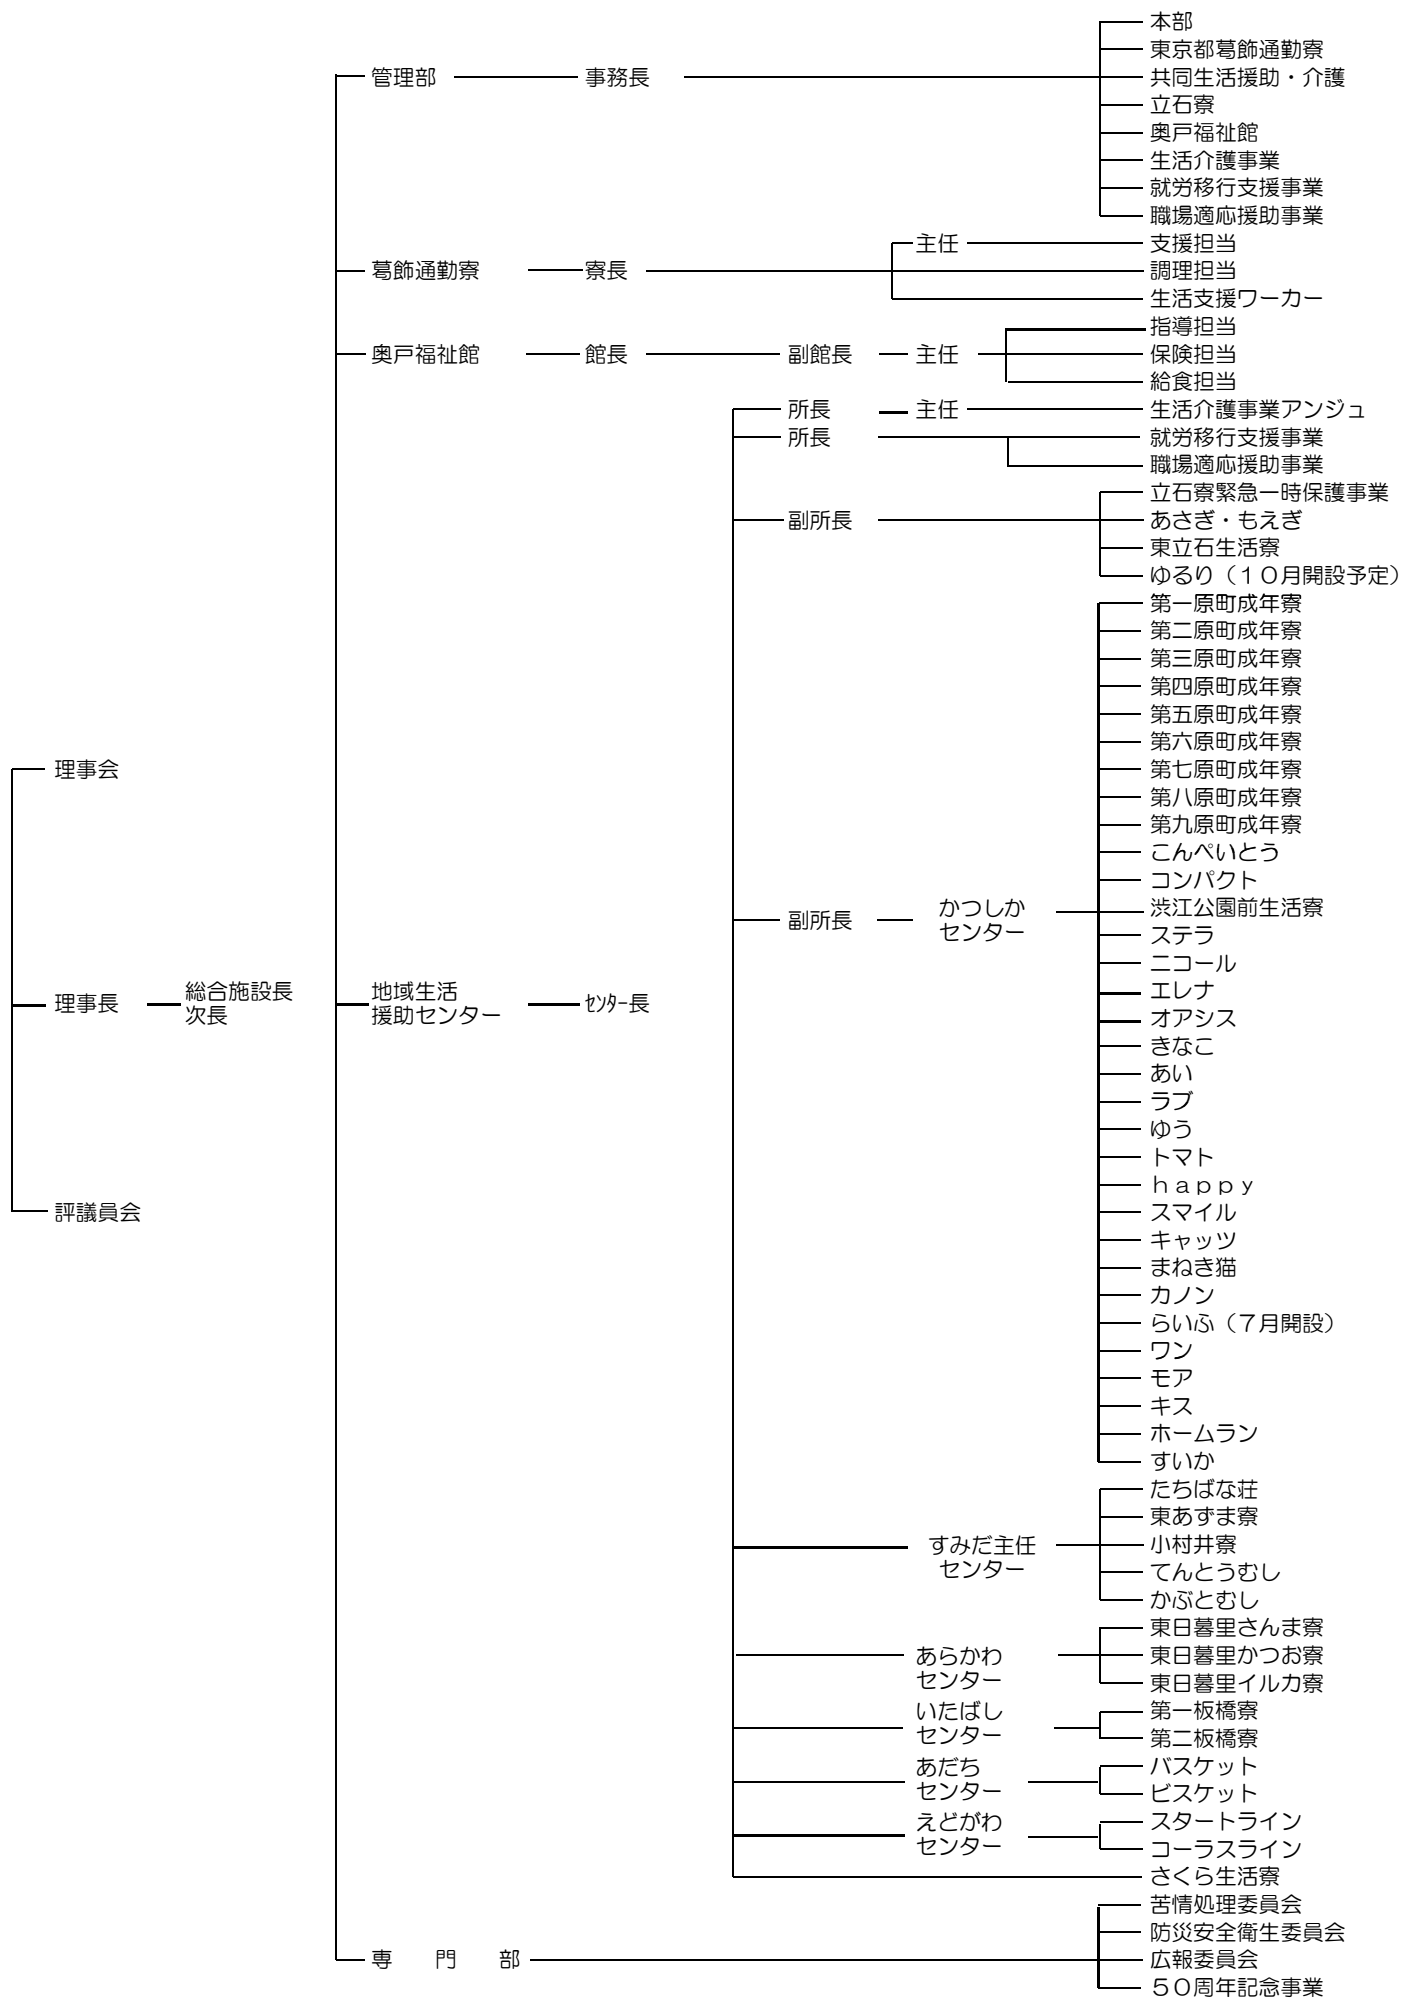 本部
東京都葛飾通勤寮
管理部 事務長 共同生活援助・介護
立石寮
奥戸福祉館
生活介護事業
就労移行支援事業
職場適応援助事業
主任 支援担当
葛飾通勤寮 寮長 調理担当
生活支援ワーカー
指導担当
奥戸福祉館 館長 副館長 主任 保険担当
給食担当
所長 主任 生活介護事業アンジュ
所長 就労移行支援事業
職場適応援助事業
立石寮緊急一時保護事業
副所長 あさぎ・もえぎ
東立石生活寮
ゆるり（１０月開設予定）
第一原町成年寮
第二原町成年寮
第三原町成年寮
第四原町成年寮
第五原町成年寮
第六原町成年寮
理事会 第七原町成年寮
第八原町成年寮
第九原町成年寮
こんぺいとう
コンパクト
副所長 かつしか 渋江公園前生活寮
センター ステラ
ニコール
理事長 総合施設長 地域生活 ｾﾝﾀｰ長 エレナ
次長 援助センター オアシス
きなこ
あい
ラブ
ゆう
トマト
ｈａｐｐｙ
評議員会 スマイル
キャッツ
まねき猫
カノン
らいふ（７月開設）
ワン
モア
キス
ホームラン
すいか
たちばな荘
東あずま寮
すみだ主任 小村井寮
センター てんとうむし
かぶとむし
東日暮里さんま寮
あらかわ 東日暮里かつお寮
センター 東日暮里イルカ寮
いたばし 第一板橋寮
センター 第二板橋寮
あだち バスケット
センター ビスケット
えどがわ スタートライン
センター コーラスライン
さくら生活寮
苦情処理委員会
防災安全衛生委員会
専　門　部 広報委員会
５０周年記念事業